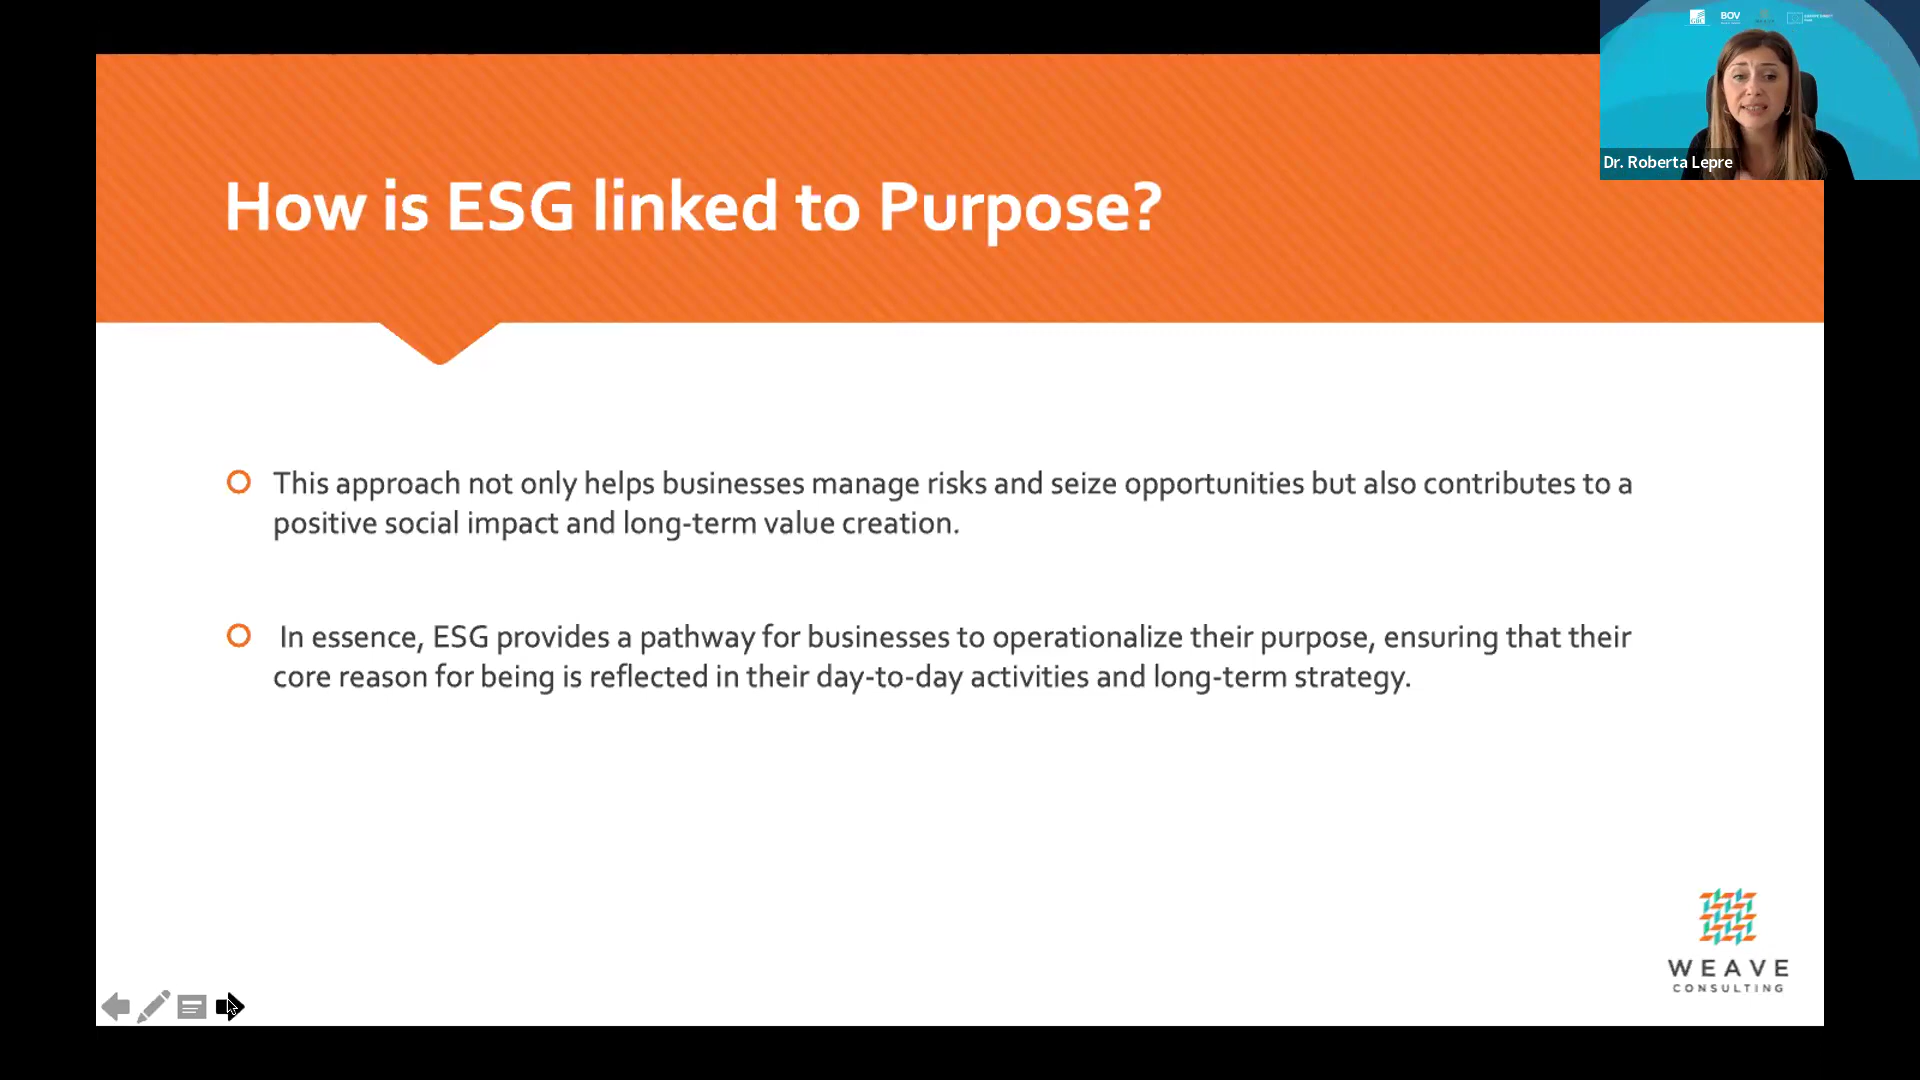 BOV
Dr. Roberta Lepre
How is ESG linked to Purpose?
This approach not only helps businesses manage risks and seize opportunities but also contributes to a
positive social impact and long-term value creation.
In essence, ESG provides a pathway for businesses to operationalize their purpose, ensuring that their
core reason for being is reflected in their day-to-day activities and long-term strategy.
WEAVE
CONSULTING